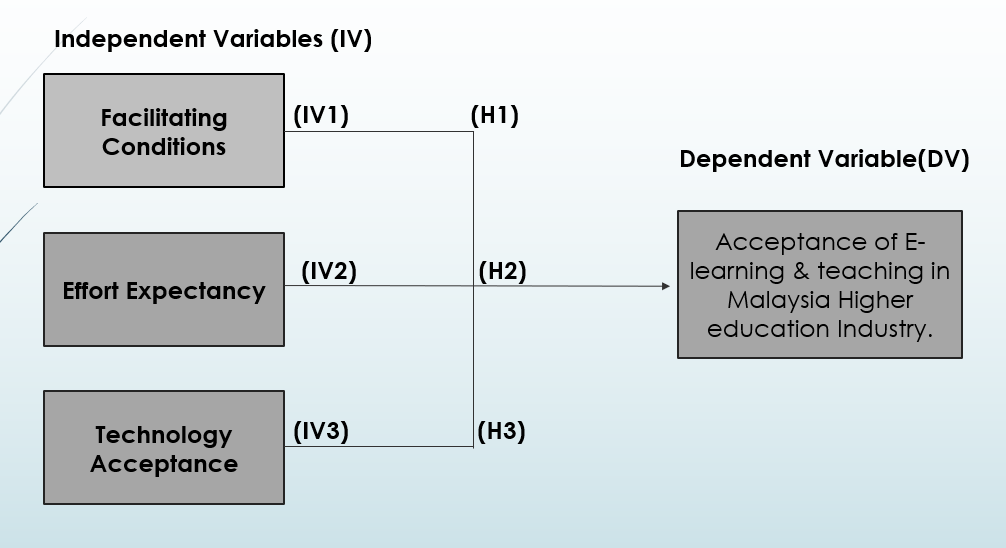 Independent Variables (IV)
Facilitating
Conditions
(IV1)
(H1)
Dependent Variable(DV)
Effort Expectancy
(IV2)
(H2)
Acceptance of E-
learning & teaching in
Malaysia Higher
education Industry.
Technology
Acceptance
(IV3)
(H3)